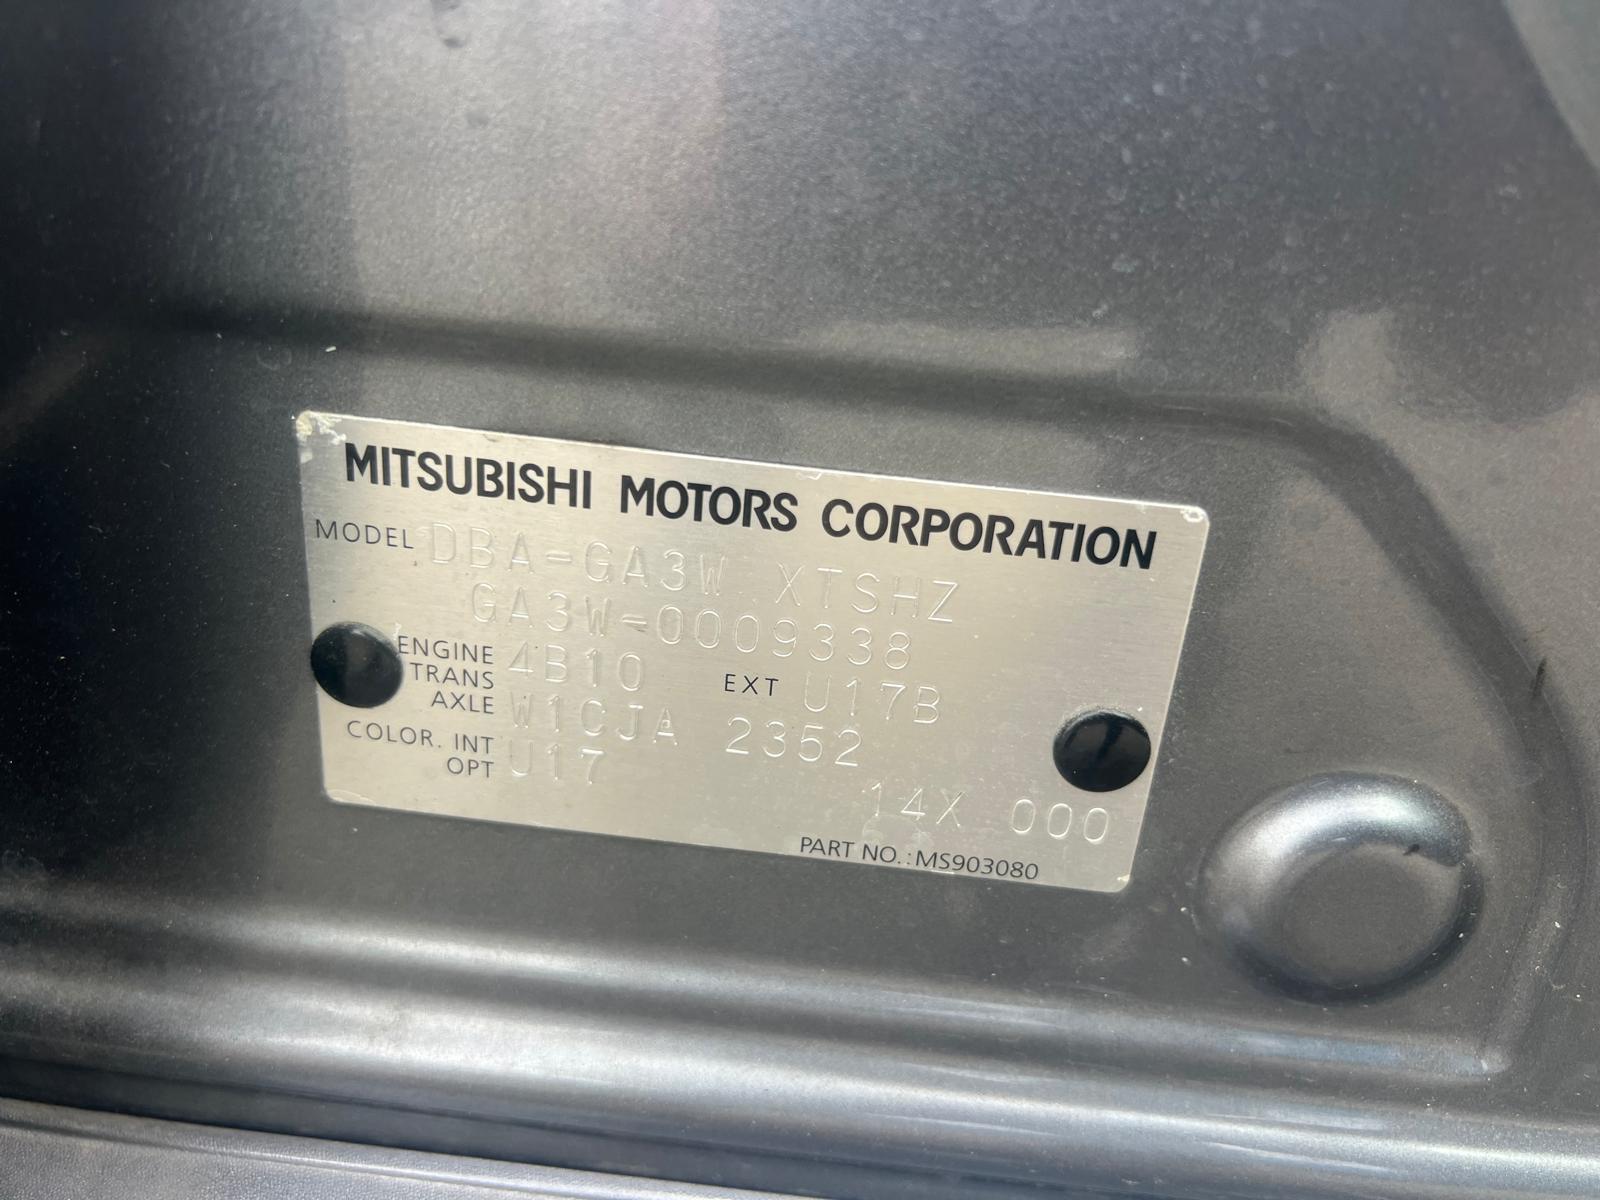 MITSUBISHI MOTORS CORPORATION
MODEL DBA-GA3W XTSHZ
GA3W-0009338
ENGINE 4B10 EXT U17B
TRANS AXLE W1CJA 2352
COLOR. INT OPT U17
14X 000
PART NO.:MS903080